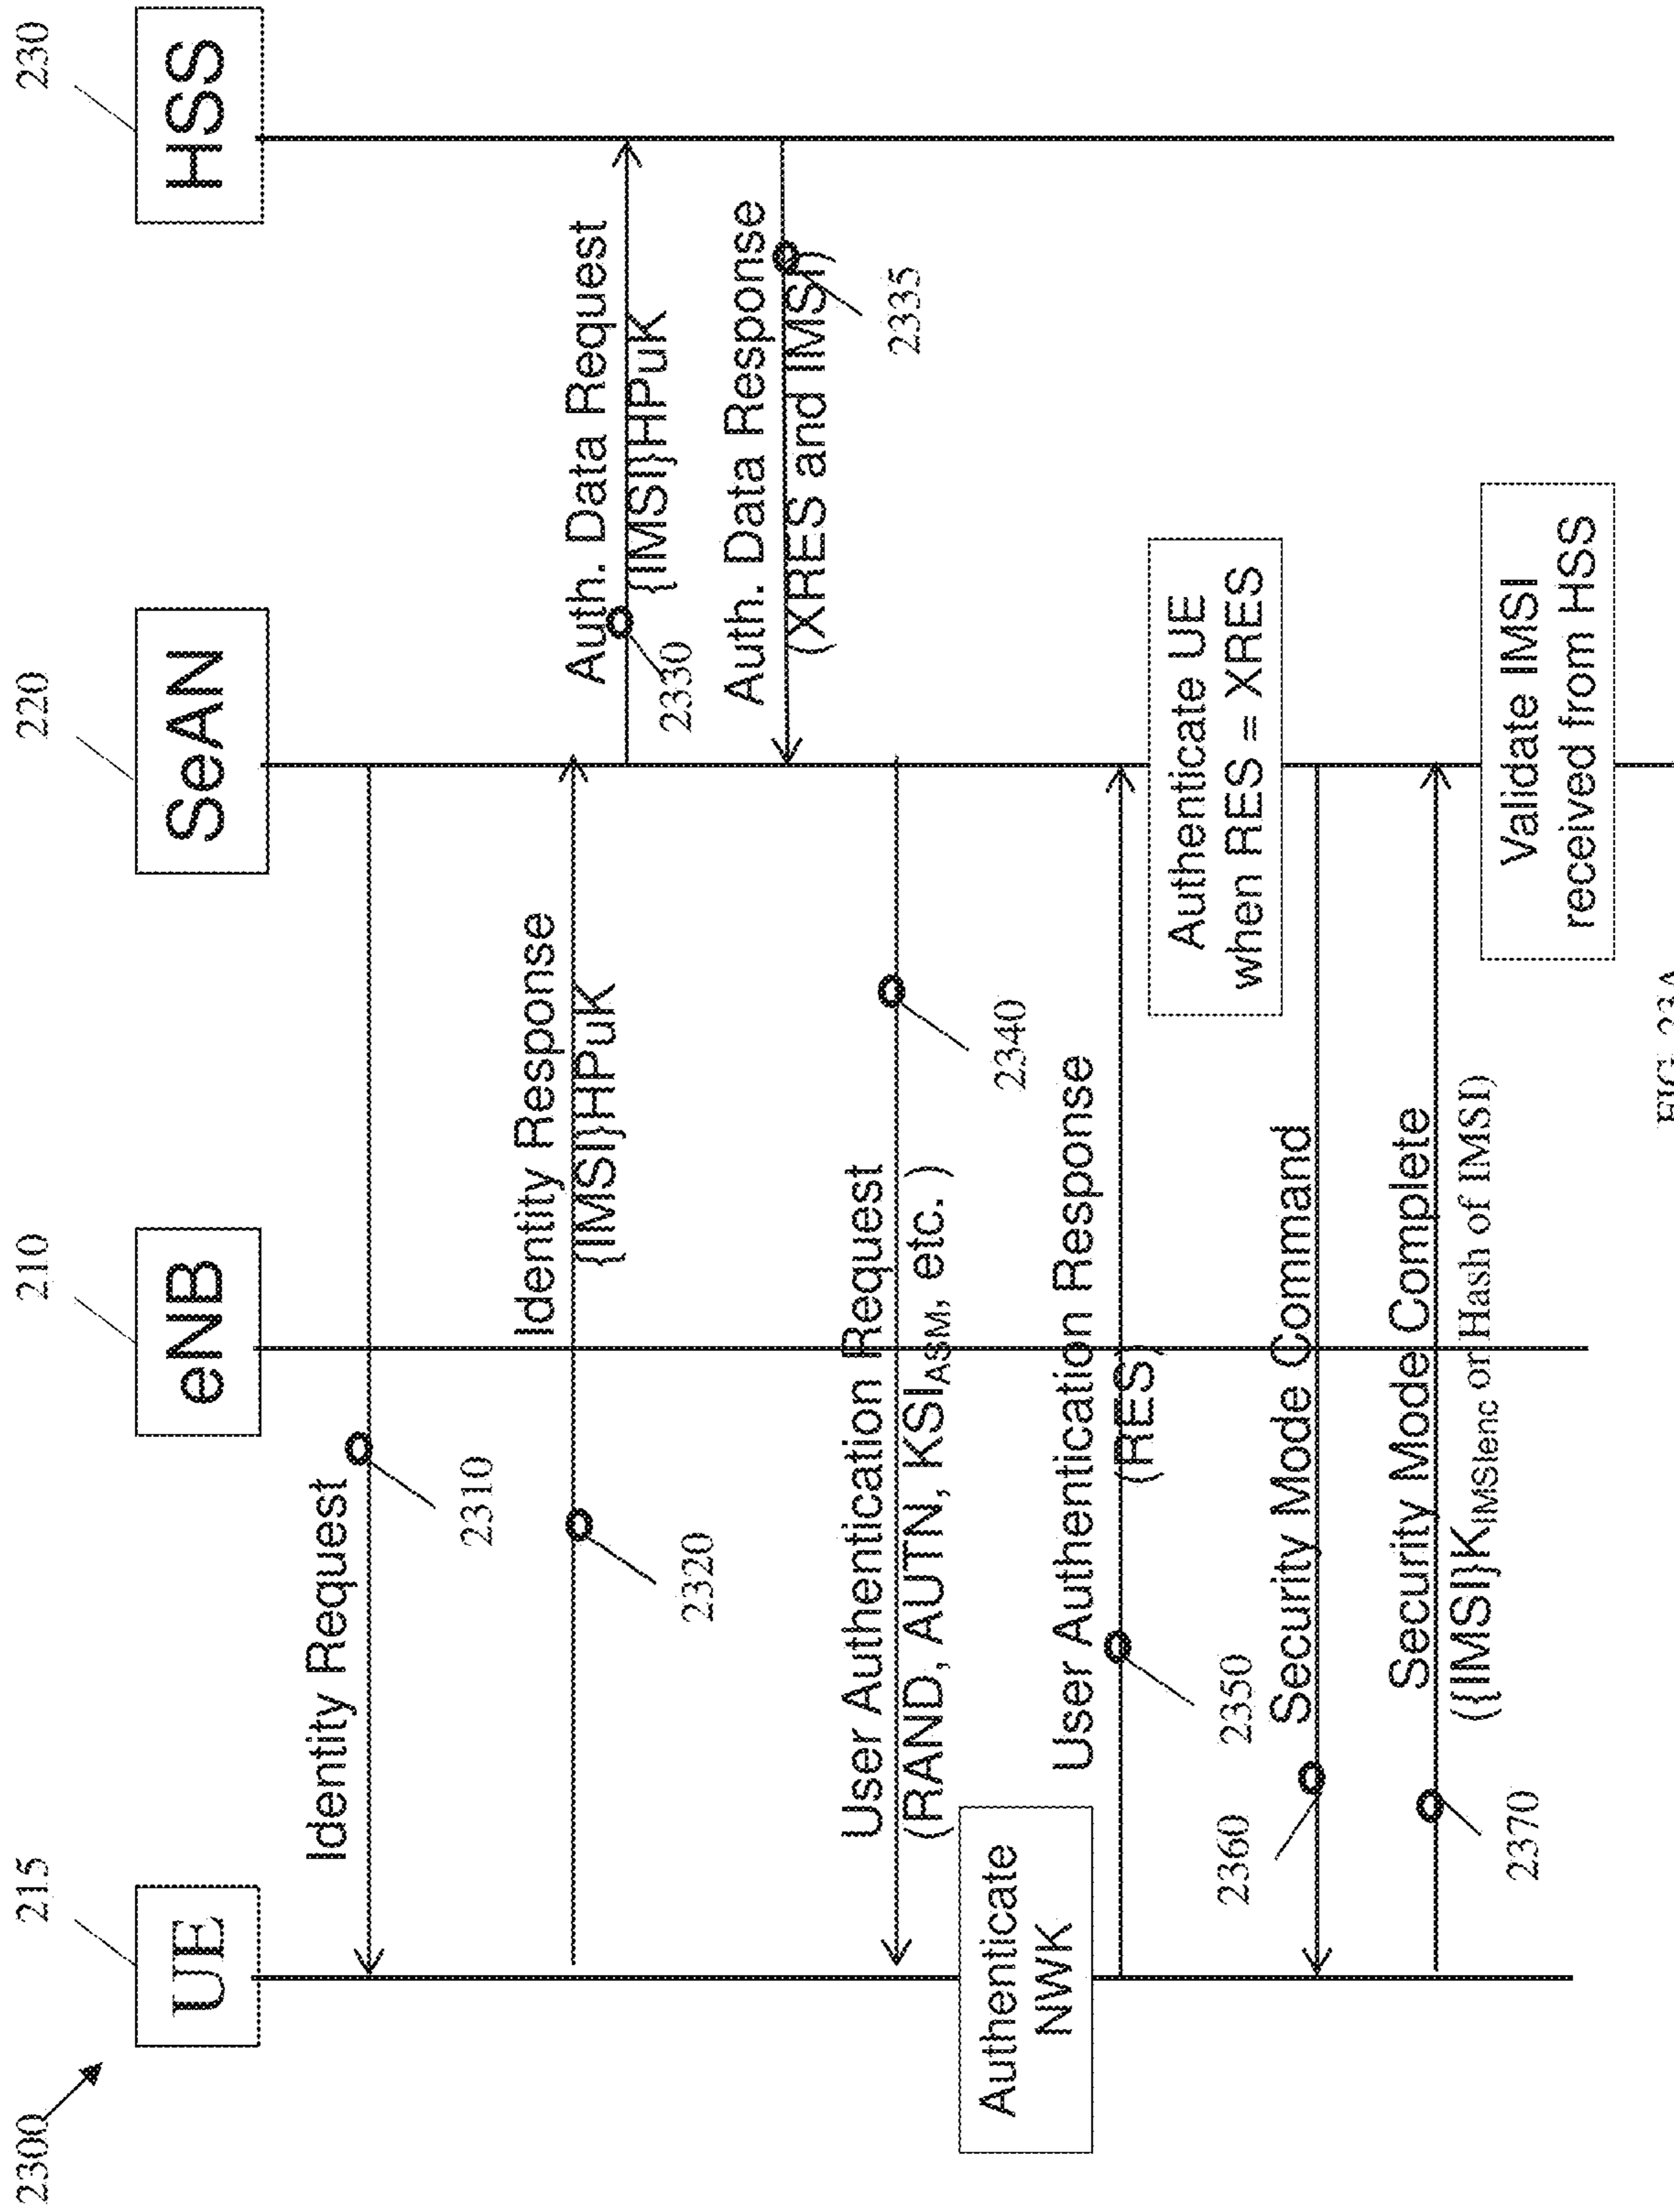 2300
215
210
220
230
UE
eNB
SeAN
HSS
Identity Request
2310
Identity Response
{IMSI}HPuK
2320
Auth. Data Request
{IMSI}HPuK
2330
Auth. Data Response
(XRES and IMSI)
2335
User Authentication Request
(RAND, AUTN, KSIASM, etc. )
2340
Authenticate
NWK
User Authentication Response
(RES)
2350
Authenticate UE
when RES = XRES
Security Mode Command
2360
Security Mode Complete
({IMSI}KIMSIenc or Hash of IMSI)
2370
Validate IMSI
received from HSS
FIG. 23A